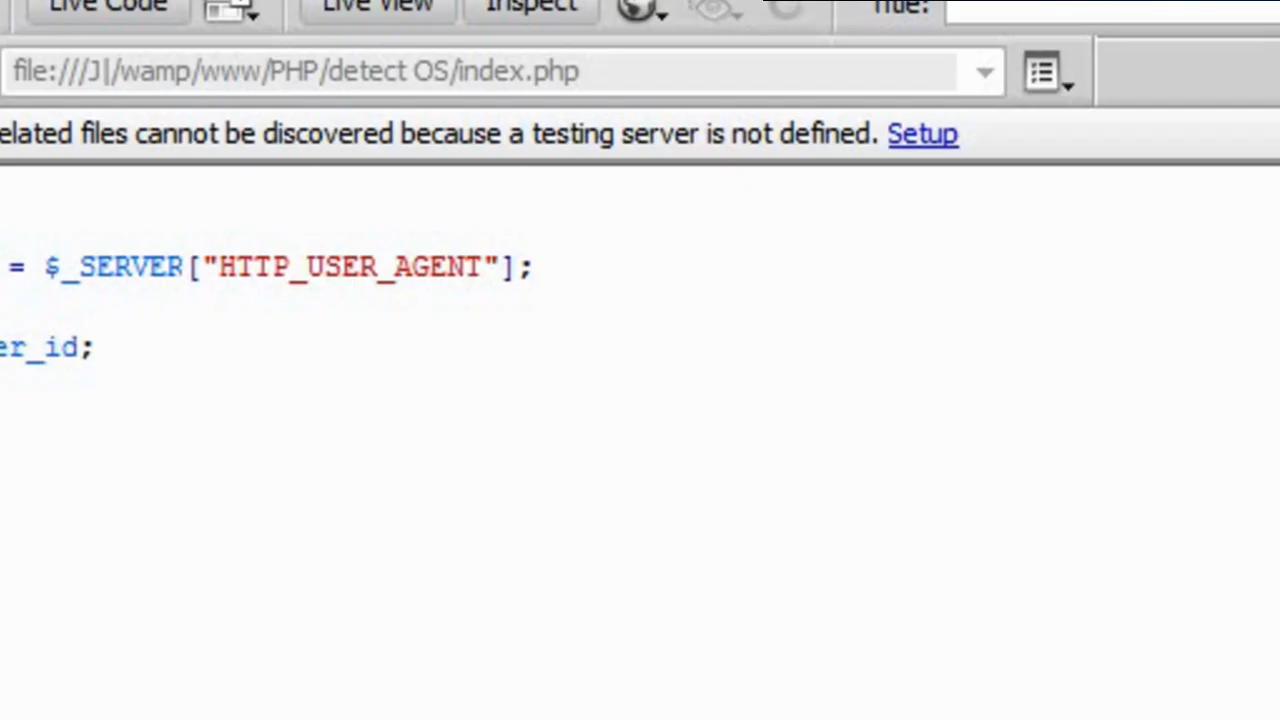 Live Code Live View Inspect Title:
file:///J|/wamp/www/PHP/detect OS/index.php
elated files cannot be discovered because a testing server is not defined. Setup
= $_SERVER["HTTP_USER_AGENT"];
er_id;